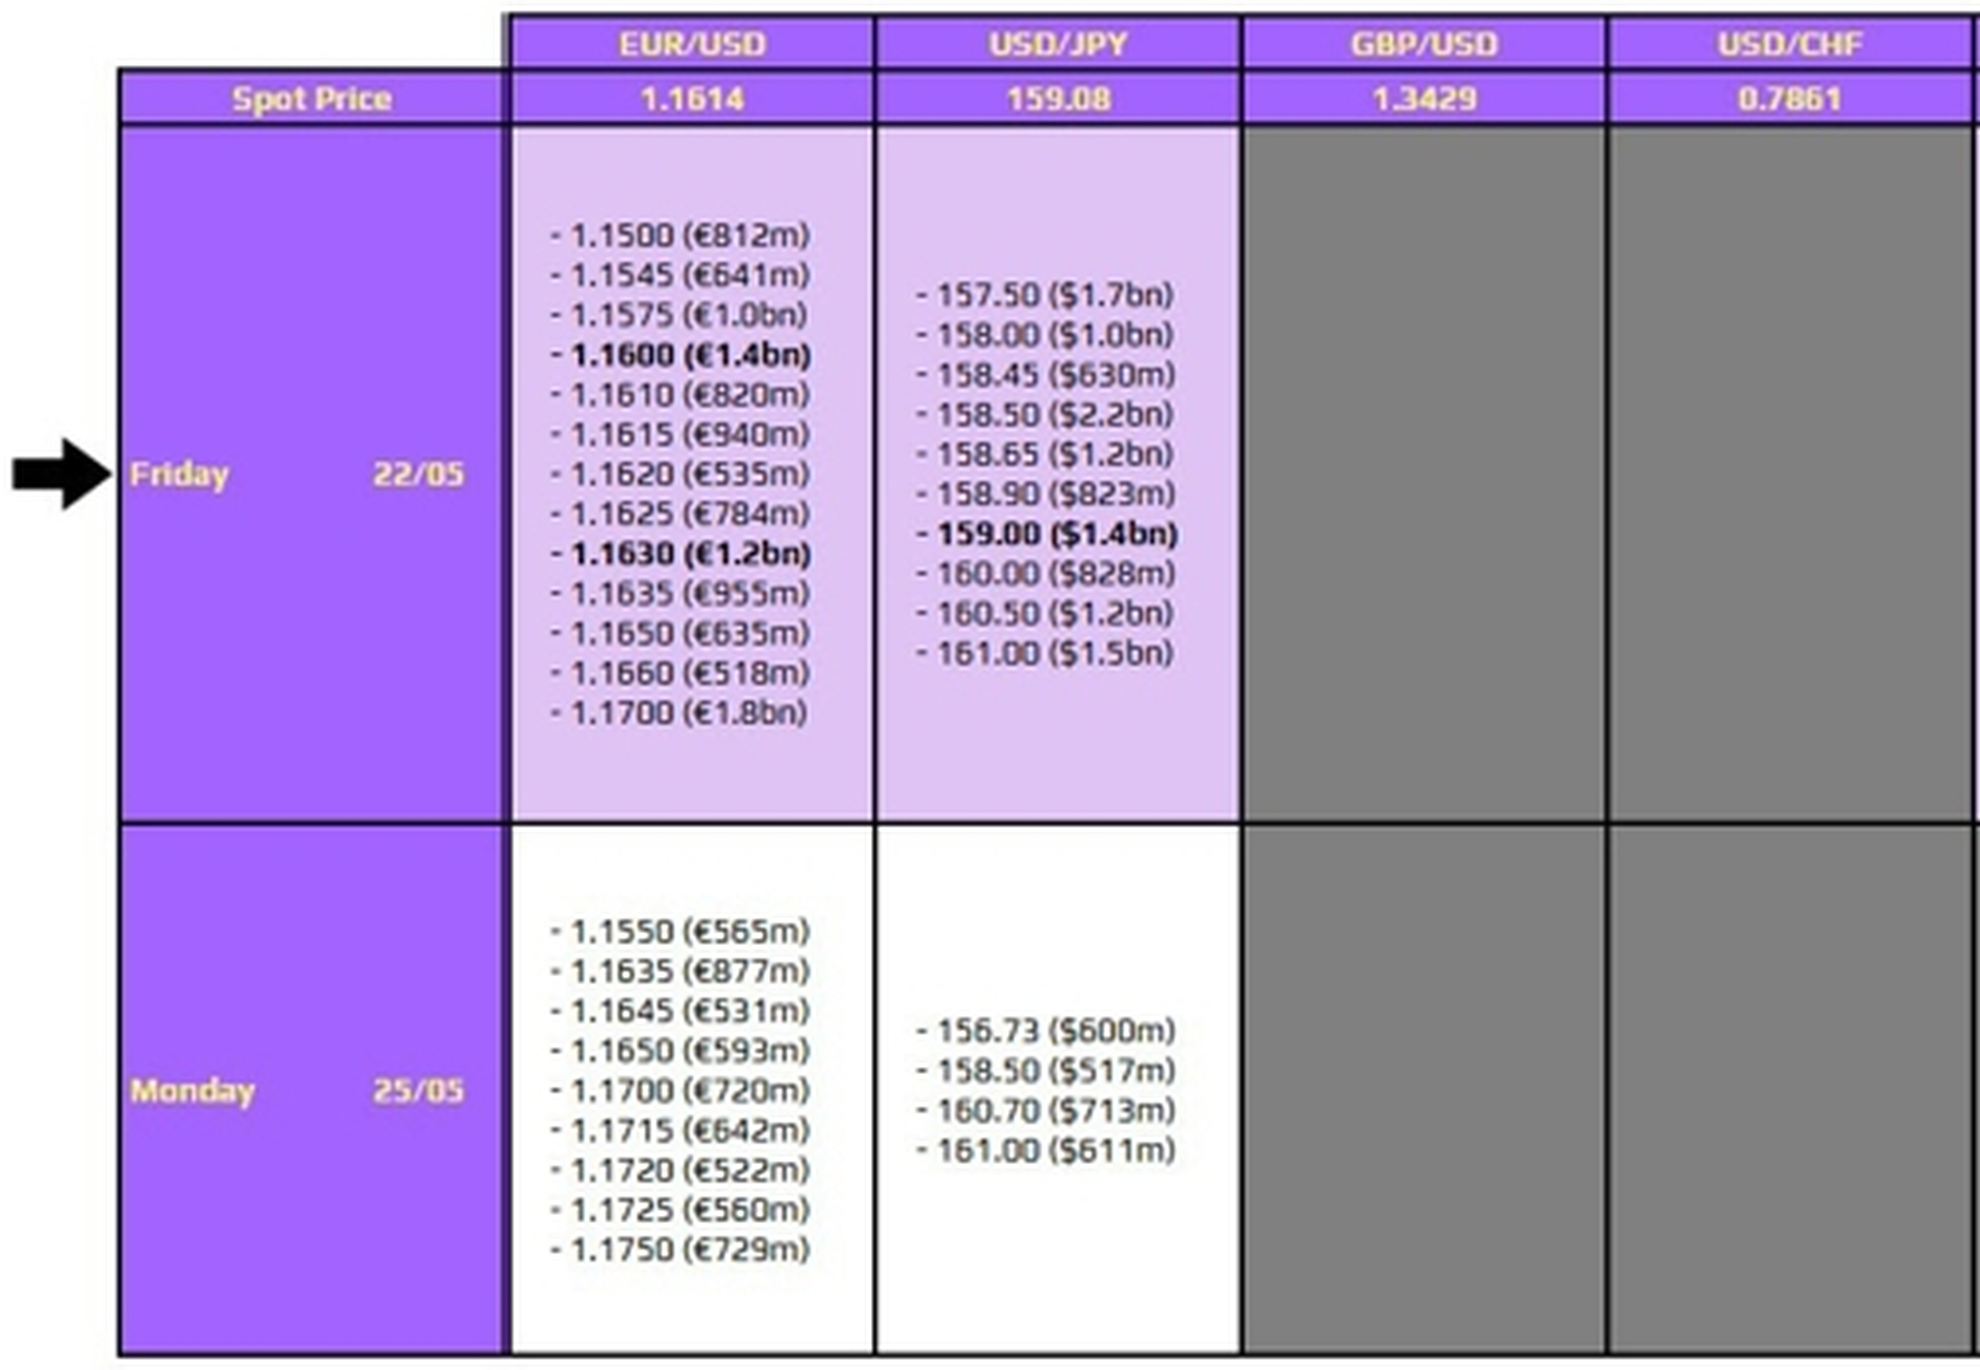 EUR/USD USD/JPY GBP/USD USD/CHF
Spot Price 1.1614 159.08 1.3429 0.7861
Friday 22/05
- 1.1500 (€812m)
- 1.1545 (€641m)
- 1.1575 (€1.0bn)
- 1.1600 (€1.4bn)
- 1.1610 (€820m)
- 1.1615 (€940m)
- 1.1620 (€535m)
- 1.1625 (€784m)
- 1.1630 (€1.2bn)
- 1.1635 (€955m)
- 1.1650 (€635m)
- 1.1660 (€518m)
- 1.1700 (€1.8bn)
- 157.50 ($1.7bn)
- 158.00 ($1.0bn)
- 158.45 ($630m)
- 158.50 ($2.2bn)
- 158.65 ($1.2bn)
- 158.90 ($823m)
- 159.00 ($1.4bn)
- 160.00 ($828m)
- 160.50 ($1.2bn)
- 161.00 ($1.5bn)
Monday 25/05
- 1.1550 (€565m)
- 1.1635 (€877m)
- 1.1645 (€531m)
- 1.1650 (€593m)
- 1.1700 (€720m)
- 1.1715 (€642m)
- 1.1720 (€522m)
- 1.1725 (€560m)
- 1.1750 (€729m)
- 156.73 ($600m)
- 158.50 ($517m)
- 160.70 ($713m)
- 161.00 ($611m)